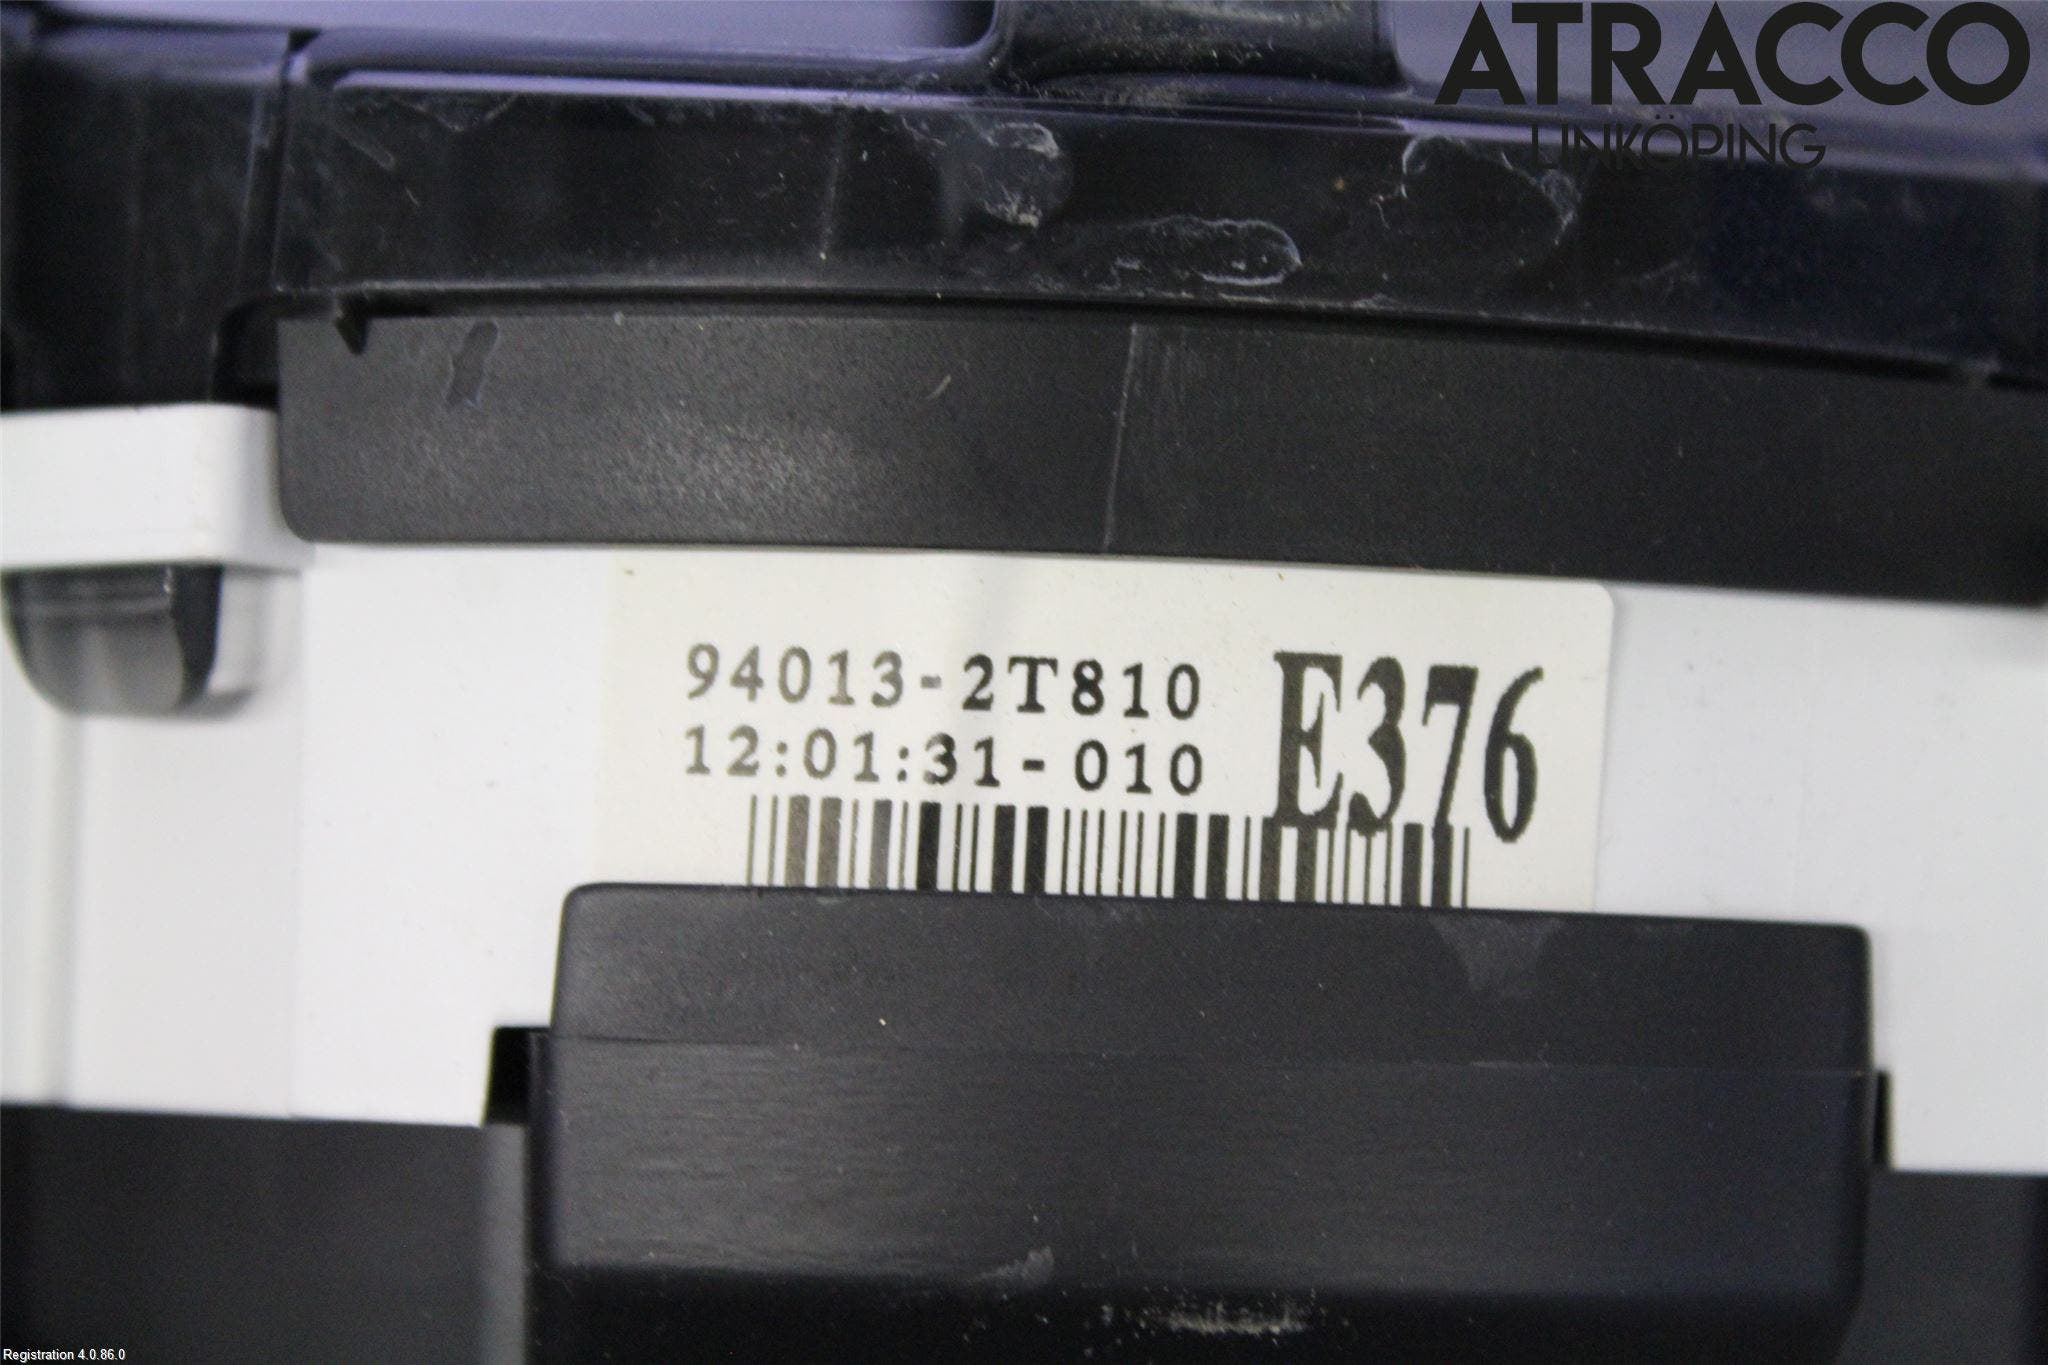 ATRACCO
LINKÖPING
94013-2T810
12:01:31-010
E376
Registration 4.0.86.0